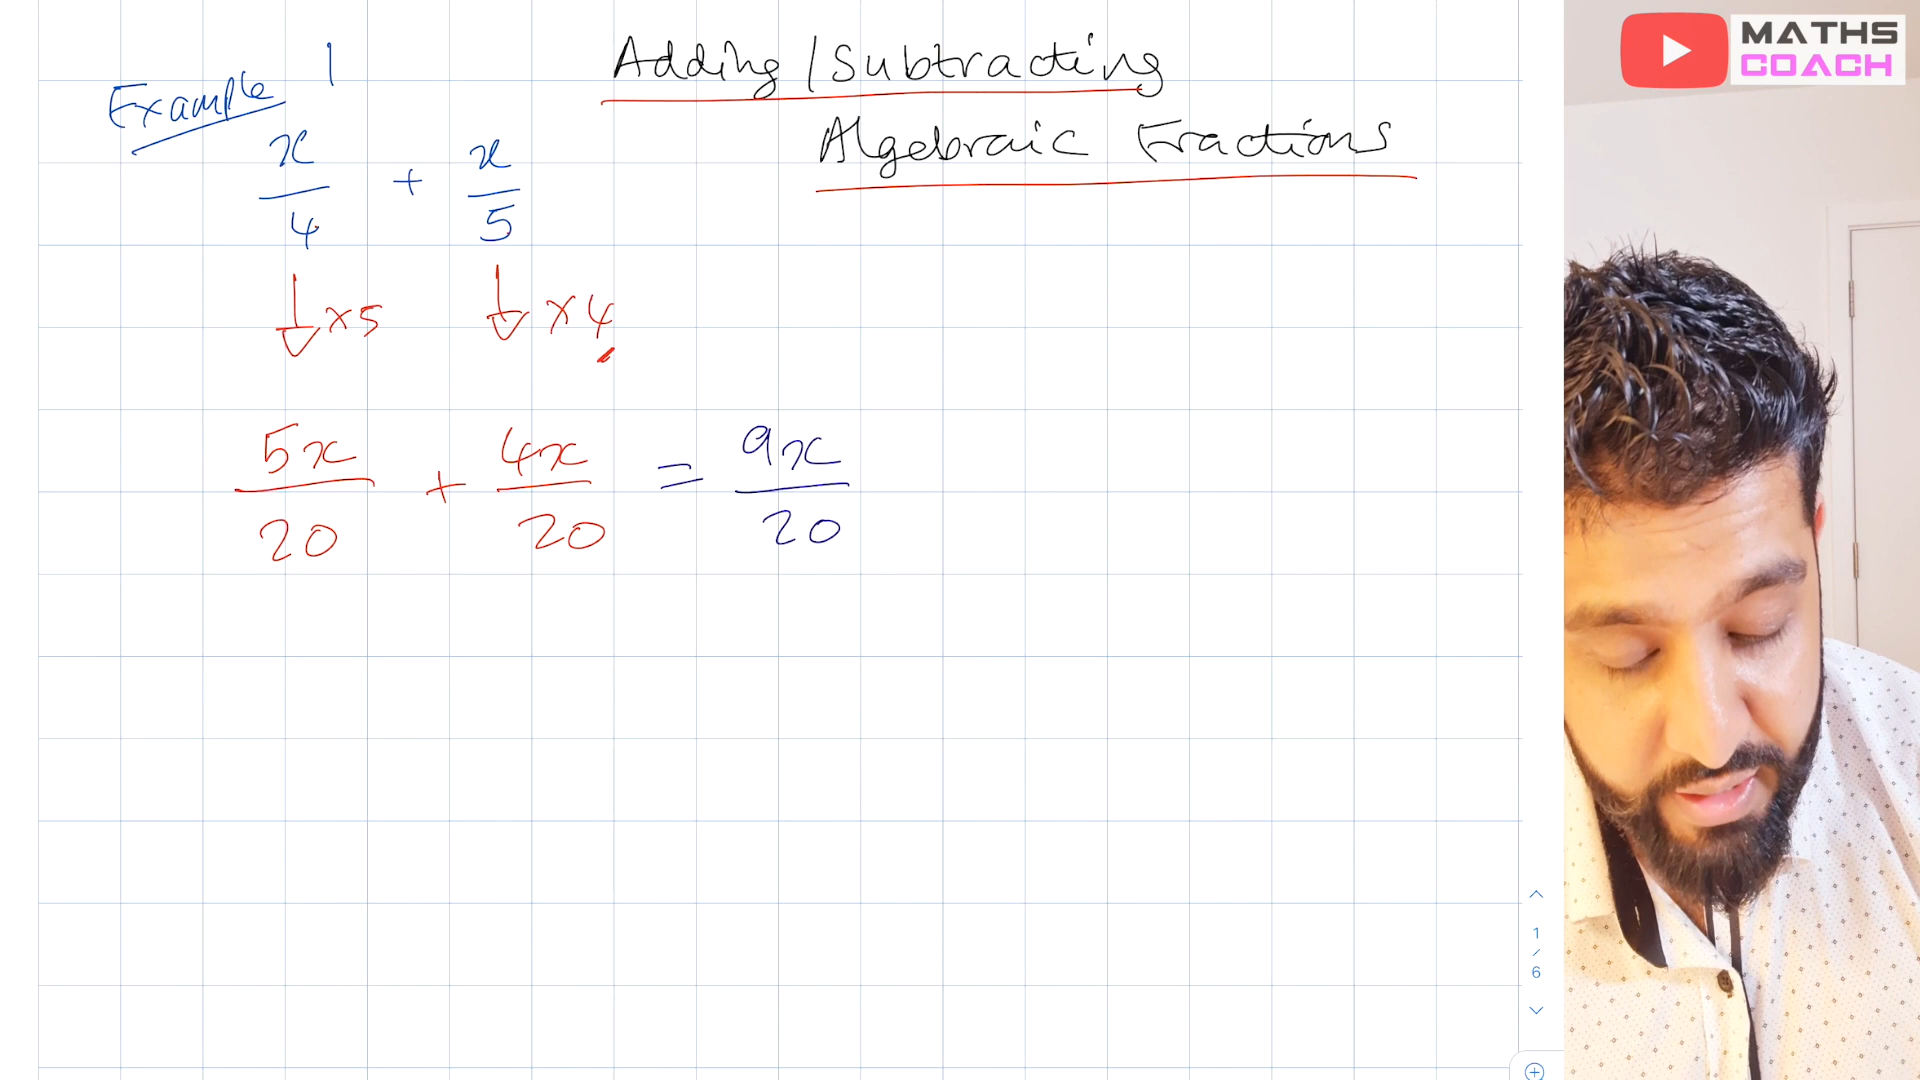 Example 1
Adding/Subtracting
Algebraic Fractions
x/4 + x/5
×5 ×4
5x/20 + 4x/20 = 9x/20
MATHS
COACH
1
/
6